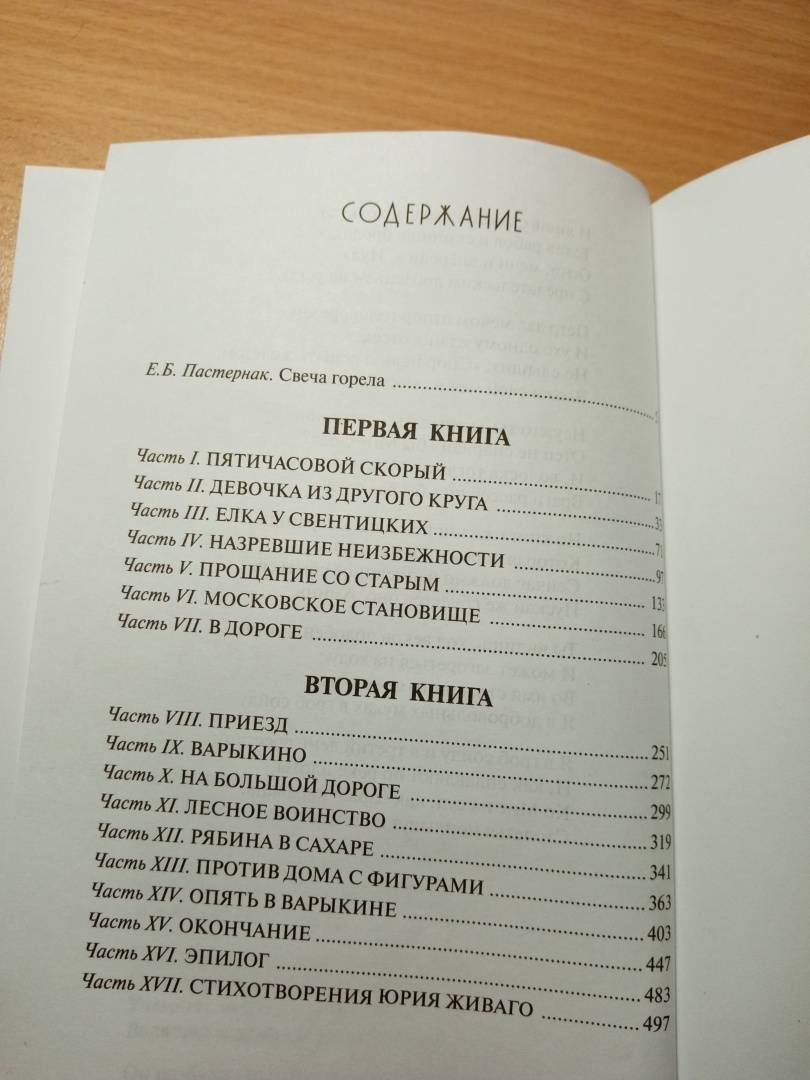 СОДЕРЖАНИЕ
Е.Б. Пастернак. Свеча горела
ПЕРВАЯ КНИГА
Часть I. ПЯТИЧАСОВОЙ СКОРЫЙ
Часть II. ДЕВОЧКА ИЗ ДРУГОГО КРУГА
Часть III. ЕЛКА У СВЕНТИЦКИХ ........ 71
Часть IV. НАЗРЕВШИЕ НЕИЗБЕЖНОСТИ ........ 97
Часть V. ПРОЩАНИЕ СО СТАРЫМ ........ 133
Часть VI. МОСКОВСКОЕ СТАНОВИЩЕ ........ 166
Часть VII. В ДОРОГЕ ........ 205
ВТОРАЯ КНИГА
Часть VIII. ПРИЕЗД ........ 251
Часть IX. ВАРЫКИНО ........ 272
Часть X. НА БОЛЬШОЙ ДОРОГЕ ........ 299
Часть XI. ЛЕСНОЕ ВОИНСТВО ........ 319
Часть XII. РЯБИНА В САХАРЕ ........ 341
Часть XIII. ПРОТИВ ДОМА С ФИГУРАМИ ........ 363
Часть XIV. ОПЯТЬ В ВАРЫКИНЕ ........ 403
Часть XV. ОКОНЧАНИЕ ........ 447
Часть XVI. ЭПИЛОГ ........ 483
Часть XVII. СТИХОТВОРЕНИЯ ЮРИЯ ЖИВАГО ........ 497